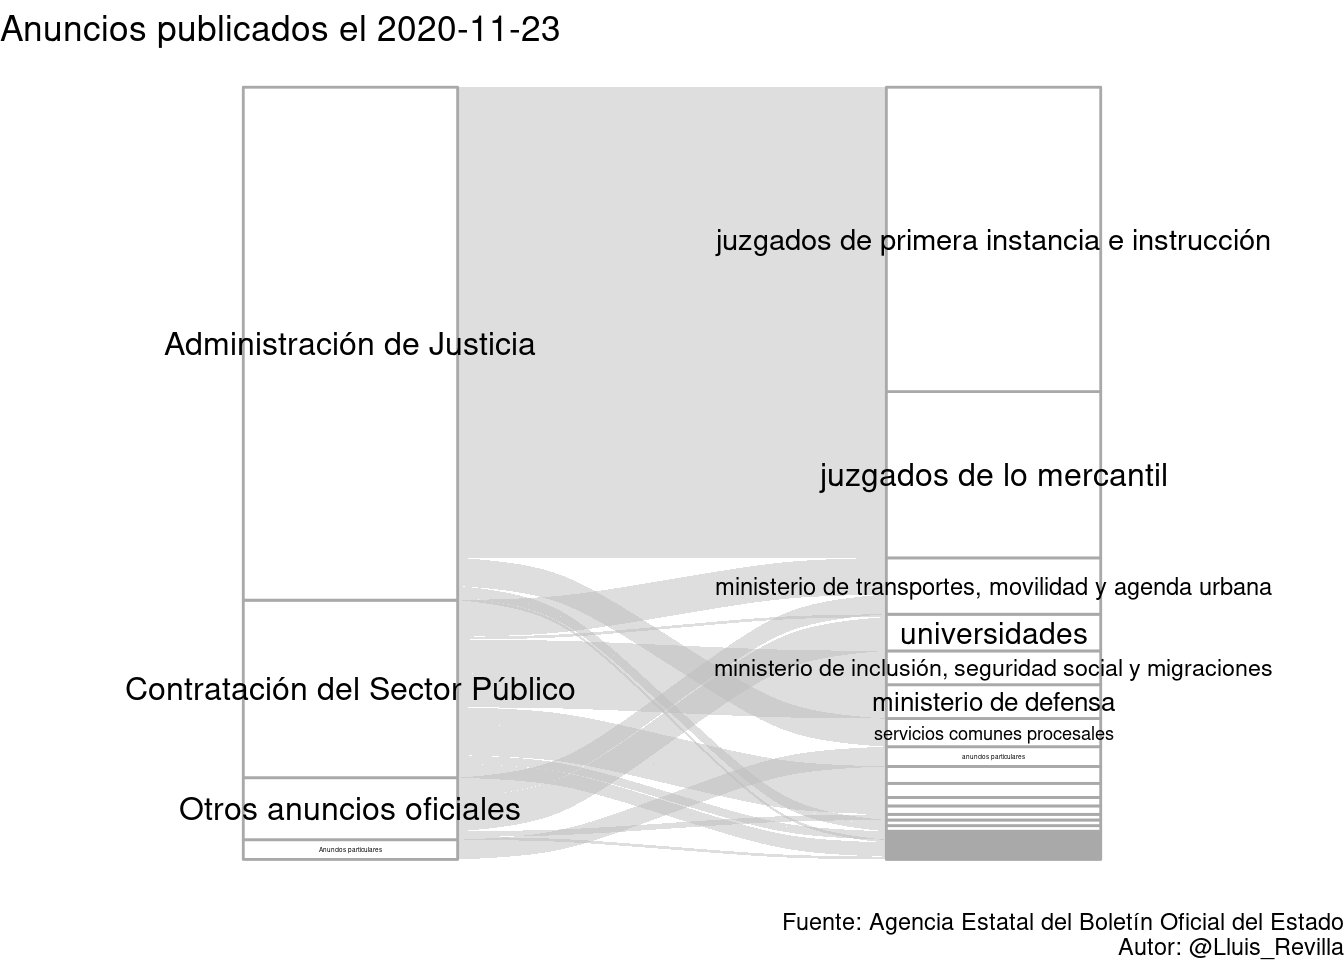 Anuncios publicados el 2020-11-23
Administración de Justicia
Contratación del Sector Público
Otros anuncios oficiales
Anuncios particulares
juzgados de primera instancia e instrucción
juzgados de lo mercantil
ministerio de transportes, movilidad y agenda urbana
universidades
ministerio de inclusión, seguridad social y migraciones
ministerio de defensa
servicios comunes procesales
anuncios particulares
Fuente: Agencia Estatal del Boletín Oficial del Estado
Autor: @Lluis_Revilla